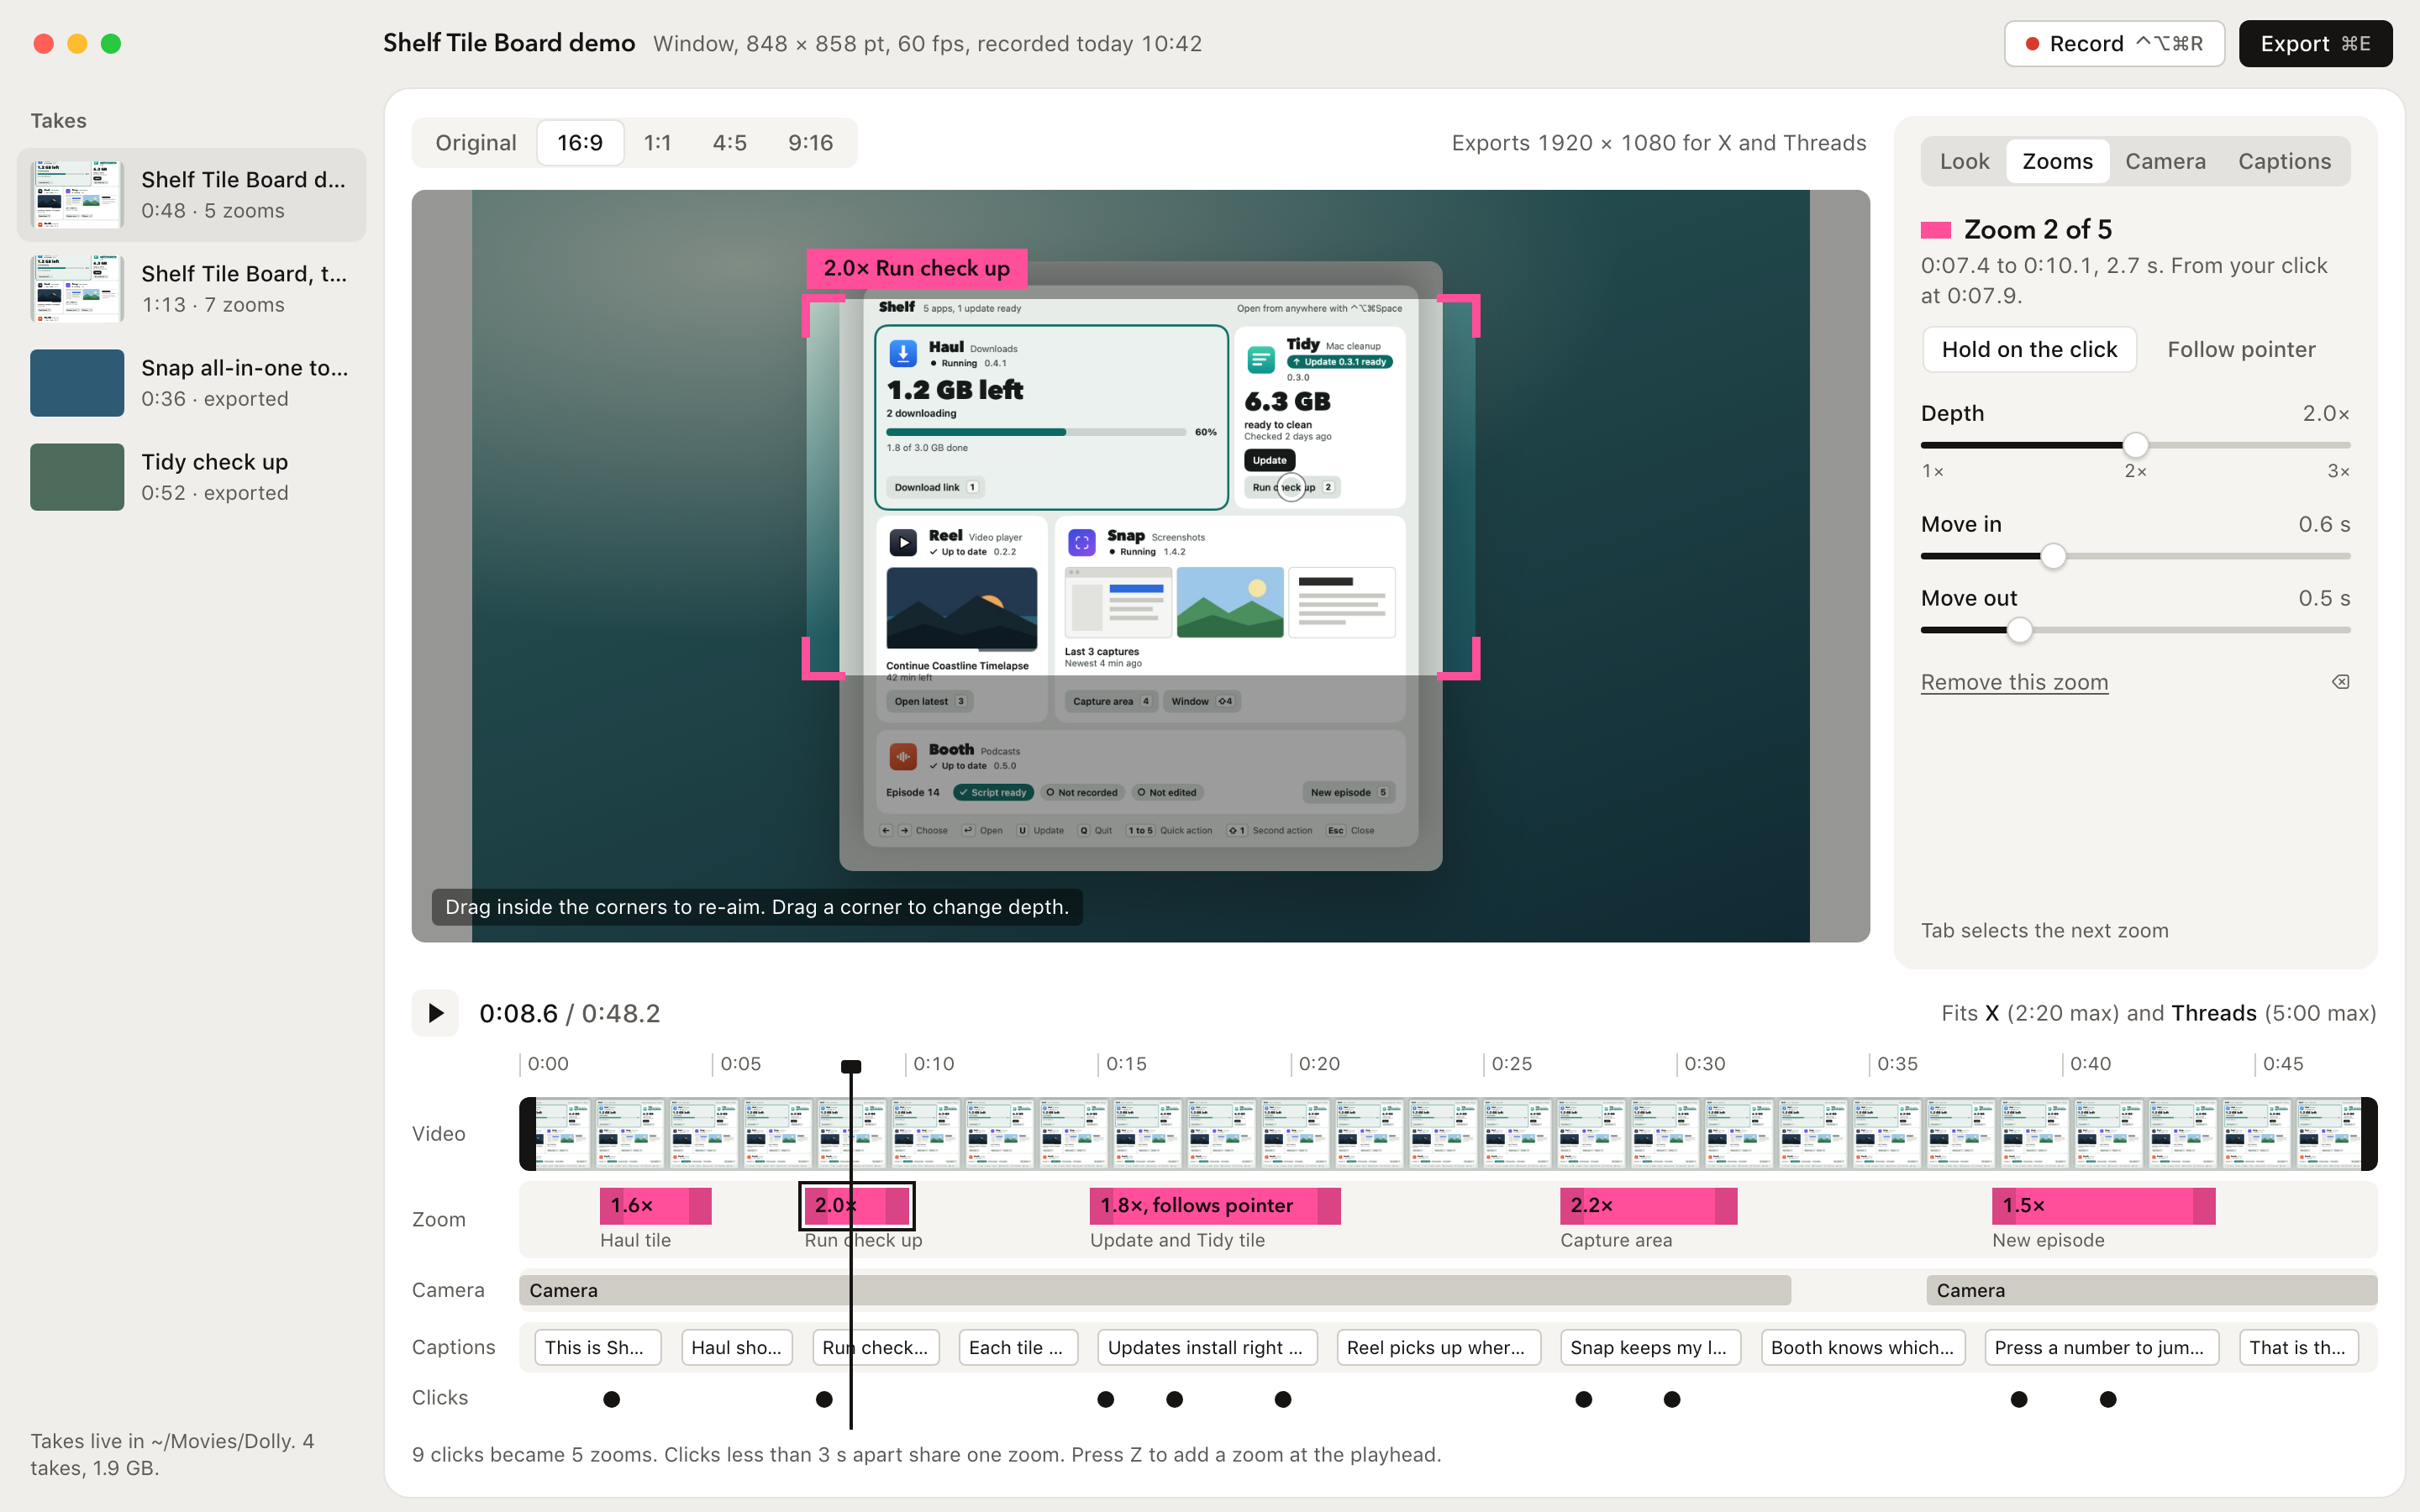 Shelf Tile Board demo Window, 848 × 858 pt, 60 fps, recorded today 10:42
Record ^⌥⌘R
Export ⌘E
Takes
Shelf Tile Board d...
0:48 · 5 zooms
Shelf Tile Board, t...
1:13 · 7 zooms
Snap all-in-one to...
0:36 · exported
Tidy check up
0:52 · exported
Takes live in ~/Movies/Dolly. 4
takes, 1.9 GB.
Original 16:9 1:1 4:5 9:16
Exports 1920 × 1080 for X and Threads
2.0× Run check up
Shelf 5 apps, 1 update ready
Open from anywhere with ^⌥⌘Space
Haul Downloads
Running 0.4.1
1.2 GB left
2 downloading
60%
1.8 of 3.0 GB done
Download link 1
Tidy Mac cleanup
↑ Update 0.3.1 ready
0.3.0
6.3 GB
ready to clean
Checked 2 days ago
Update
Run check up 2
Reel Video player
✓ Up to date 0.2.2
Continue Coastline Timelapse
42 min left
Open latest 3
Snap Screenshots
Running 1.4.2
Last 3 captures
Newest 4 min ago
Capture area 4 Window ⇧4
Booth Podcasts
✓ Up to date 0.5.0
Episode 14 ✓ Script ready Not recorded Not edited
New episode 5
← → Choose ↩ Open U Update Q Quit 1 to 5 Quick action ⇧ 1 Second action Esc Close
Drag inside the corners to re-aim. Drag a corner to change depth.
Look Zooms Camera Captions
Zoom 2 of 5
0:07.4 to 0:10.1, 2.7 s. From your click
at 0:07.9.
Hold on the click Follow pointer
Depth 2.0×
1× 2× 3×
Move in 0.6 s
Move out 0.5 s
Remove this zoom ⌫
Tab selects the next zoom
0:08.6 / 0:48.2
Fits X (2:20 max) and Threads (5:00 max)
0:00 0:05 0:10 0:15 0:20 0:25 0:30 0:35 0:40 0:45
Video
Zoom
1.6× 2.0× 1.8×, follows pointer 2.2× 1.5×
Haul tile Run check up Update and Tidy tile Capture area New episode
Camera Camera Camera
Captions This is Sh... Haul sho... Run check... Each tile ... Updates install right ... Reel picks up wher... Snap keeps my l... Booth knows which... Press a number to jum... That is th...
Clicks
9 clicks became 5 zooms. Clicks less than 3 s apart share one zoom. Press Z to add a zoom at the playhead.